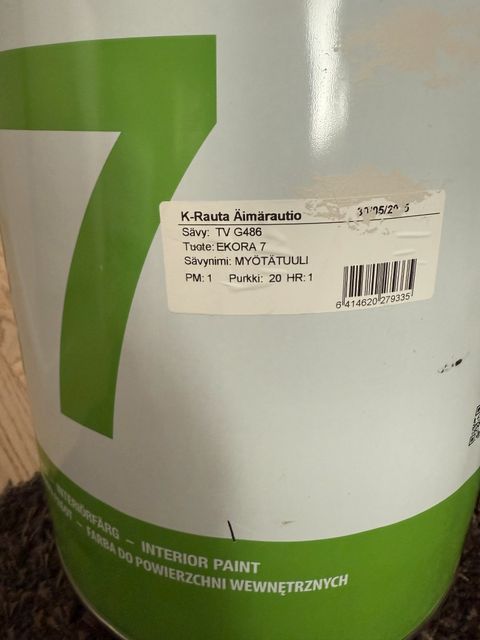 7
K-Rauta Äimärautio
Sävy: TV G486
Tuote: EKORA 7
Sävynimi: MYÖTÄTUULI
PM: 1 Purkki: 20 HR: 1
6 414620 279335
INTERIÖRFÄRG – INTERIOR PAINT
– FARBA DO POWIERZCHNI WEWNĘTRZNYCH